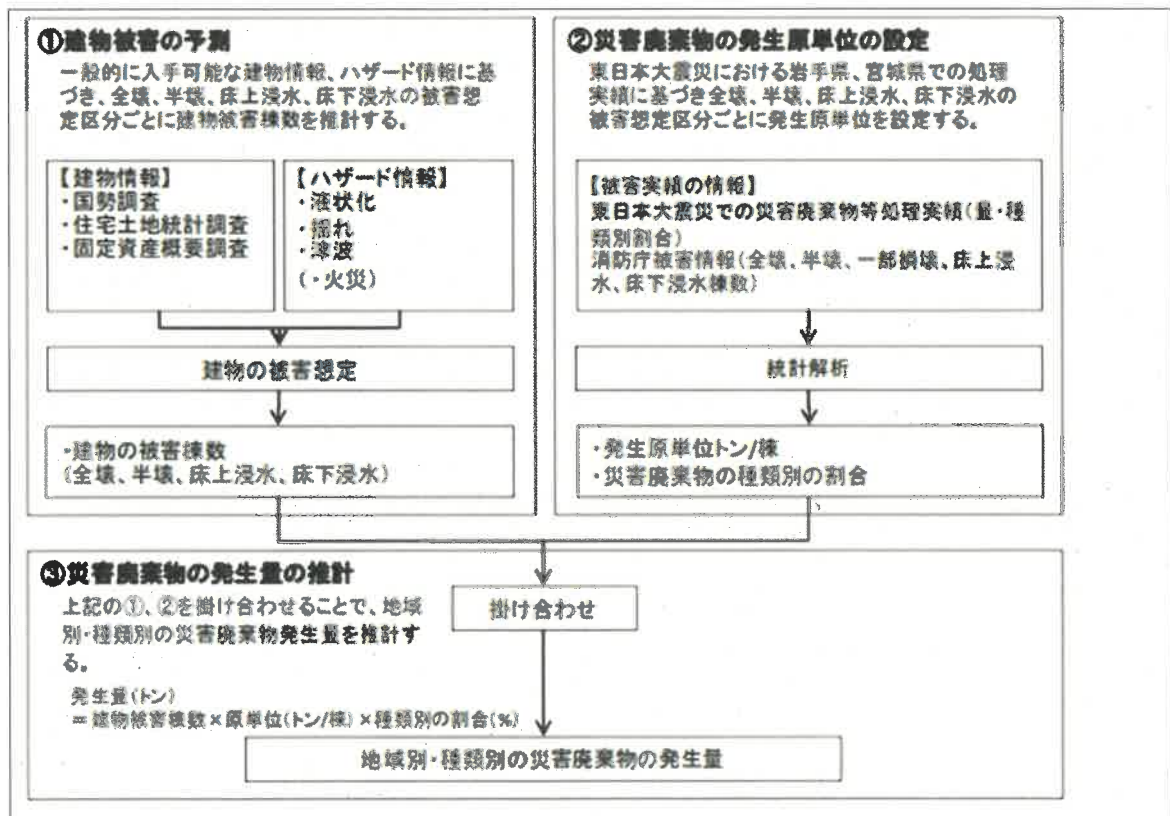 ①建物被害の予測
一般的に入手可能な建物情報、ハザード情報に基
づき、全壊、半壊、床上浸水、床下浸水の被害想
定区分ごとに建物被害棟数を推計する。
【建物情報】
・国勢調査
・住宅土地統計調査
・固定資産概要調査
【ハザード情報】
・液状化
・揺れ
・津波
(・火災)
建物の被害想定
・建物の被害棟数
(全壊、半壊、床上浸水、床下浸水)
②災害廃棄物の発生原単位の設定
東日本大震災における岩手県、宮城県での処理
実績に基づき全壊、半壊、床上浸水、床下浸水の
被害想定区分ごとに発生原単位を設定する。
【被害実績の情報】
東日本大震災での災害廃棄物等処理実績(量・種
類別割合)
消防庁被害情報(全壊、半壊、一部損壊、床上浸
水、床下浸水棟数)
統計解析
・発生原単位トン/棟
・災害廃棄物の種類別の割合
③災害廃棄物の発生量の推計
上記の①、②を掛け合わせることで、地域
別・種類別の災害廃棄物発生量を推計す
る。
発生量(トン)
=建物被害棟数×原単位(トン/棟)×種類別の割合(%)
掛け合わせ
地域別・種類別の災害廃棄物の発生量